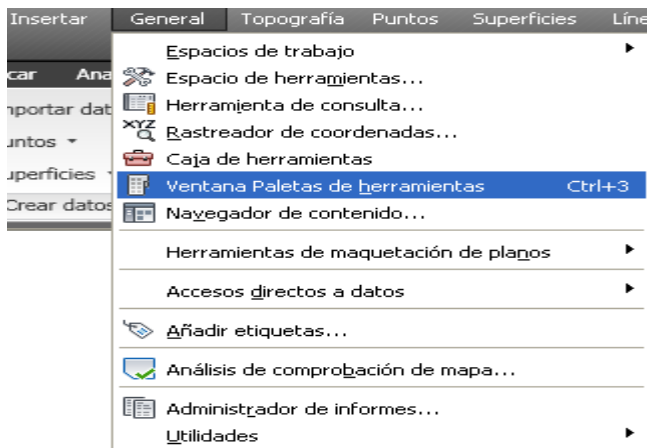 Insertar General Topografía Puntos Superficies Líne
Espacios de trabajo
car Ana Espacio de herramientas...
nportar dat Herramienta de consulta...
untos XYZ Rastreador de coordenadas...
Caja de herramientas
uperficies Ventana Paletas de herramientas Ctrl+3
Crear datos Navegador de contenido...
Herramientas de maquetación de planos
Accesos directos a datos
Añadir etiquetas...
Análisis de comprobación de mapa...
Administrador de informes...
Utilidades